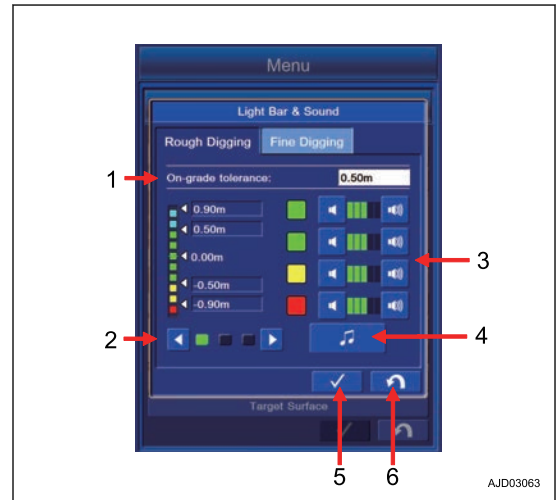 Menu
Light Bar & Sound
Rough Digging Fine Digging
1
On-grade tolerance: 0.50m
0.90m
0.50m
0.00m
3
-0.50m
-0.90m
2
4
Target Surface
5 6
AJD03063